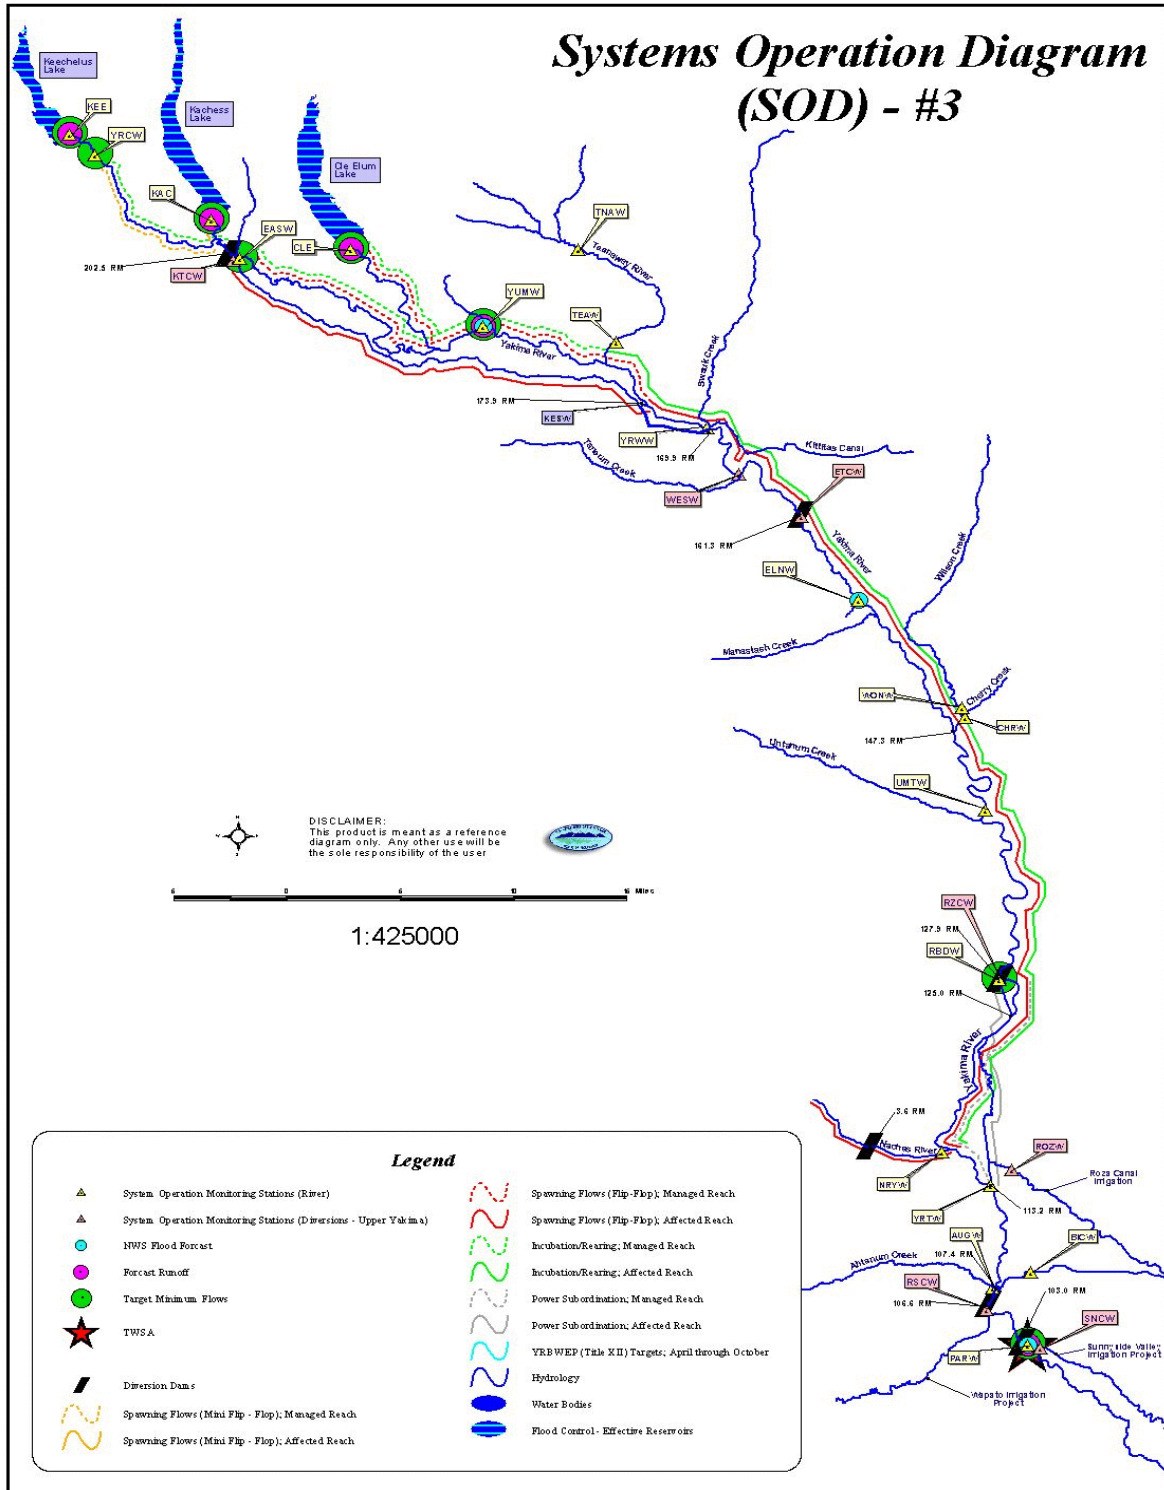 Systems Operation Diagram
(SOD) - #3
Keechelus
Lake
Kachess
Lake
Cle Elum
Lake
KEE
YRCW
KAC
EASW
CLE
202.5 RM
KTCW
TNAW
Teanaway River
YUMW
TEAW
Yakima River
Swauk Creek
173.9 RM
KESW
YRWW
169.9 RM
Kittitas Canal
Taneum Creek
WESW
ETCW
161.3 RM
Yakima River
Wilson Creek
ELNW
Manastash Creek
WONW
Cherry Creek
CHRW
147.3 RM
Umtanum Creek
UMTW
DISCLAIMER:
This product is meant as a reference
diagram only. Any other use will be
the sole responsibility of the user
5 0 5 10 15 Miles
1:425000
RZCW
127.9 RM
RBDW
125.0 RM
Yakima River
3.6 RM
Naches River
NRYW
ROZW
Roza Canal
Irrigation
YRTW
113.2 RM
AUGW
107.4 RM
BICW
Ahtanum Creek
RSCW
106.6 RM
103.0 RM
SNCW
PARW
Sunnyside Valley
Irrigation Project
Wapato Irrigation
Project
Legend
System Operation Monitoring Stations (River)
System Operation Monitoring Stations (Diversions - Upper Yakima)
NWS Flood Forcast
Forcast Runoff
Target Minimum Flows
TWSA
Diversion Dams
Spawning Flows (Mini Flip - Flop); Managed Reach
Spawning Flows (Mini Flip - Flop); Affected Reach
Spawning Flows (Flip-Flop); Managed Reach
Spawning Flows (Flip-Flop); Affected Reach
Incubation/Rearing; Managed Reach
Incubation/Rearing; Affected Reach
Power Subordination; Managed Reach
Power Subordination; Affected Reach
YRBWEP (Title XII) Targets; April through October
Hydrology
Water Bodies
Flood Control - Effective Reservoirs